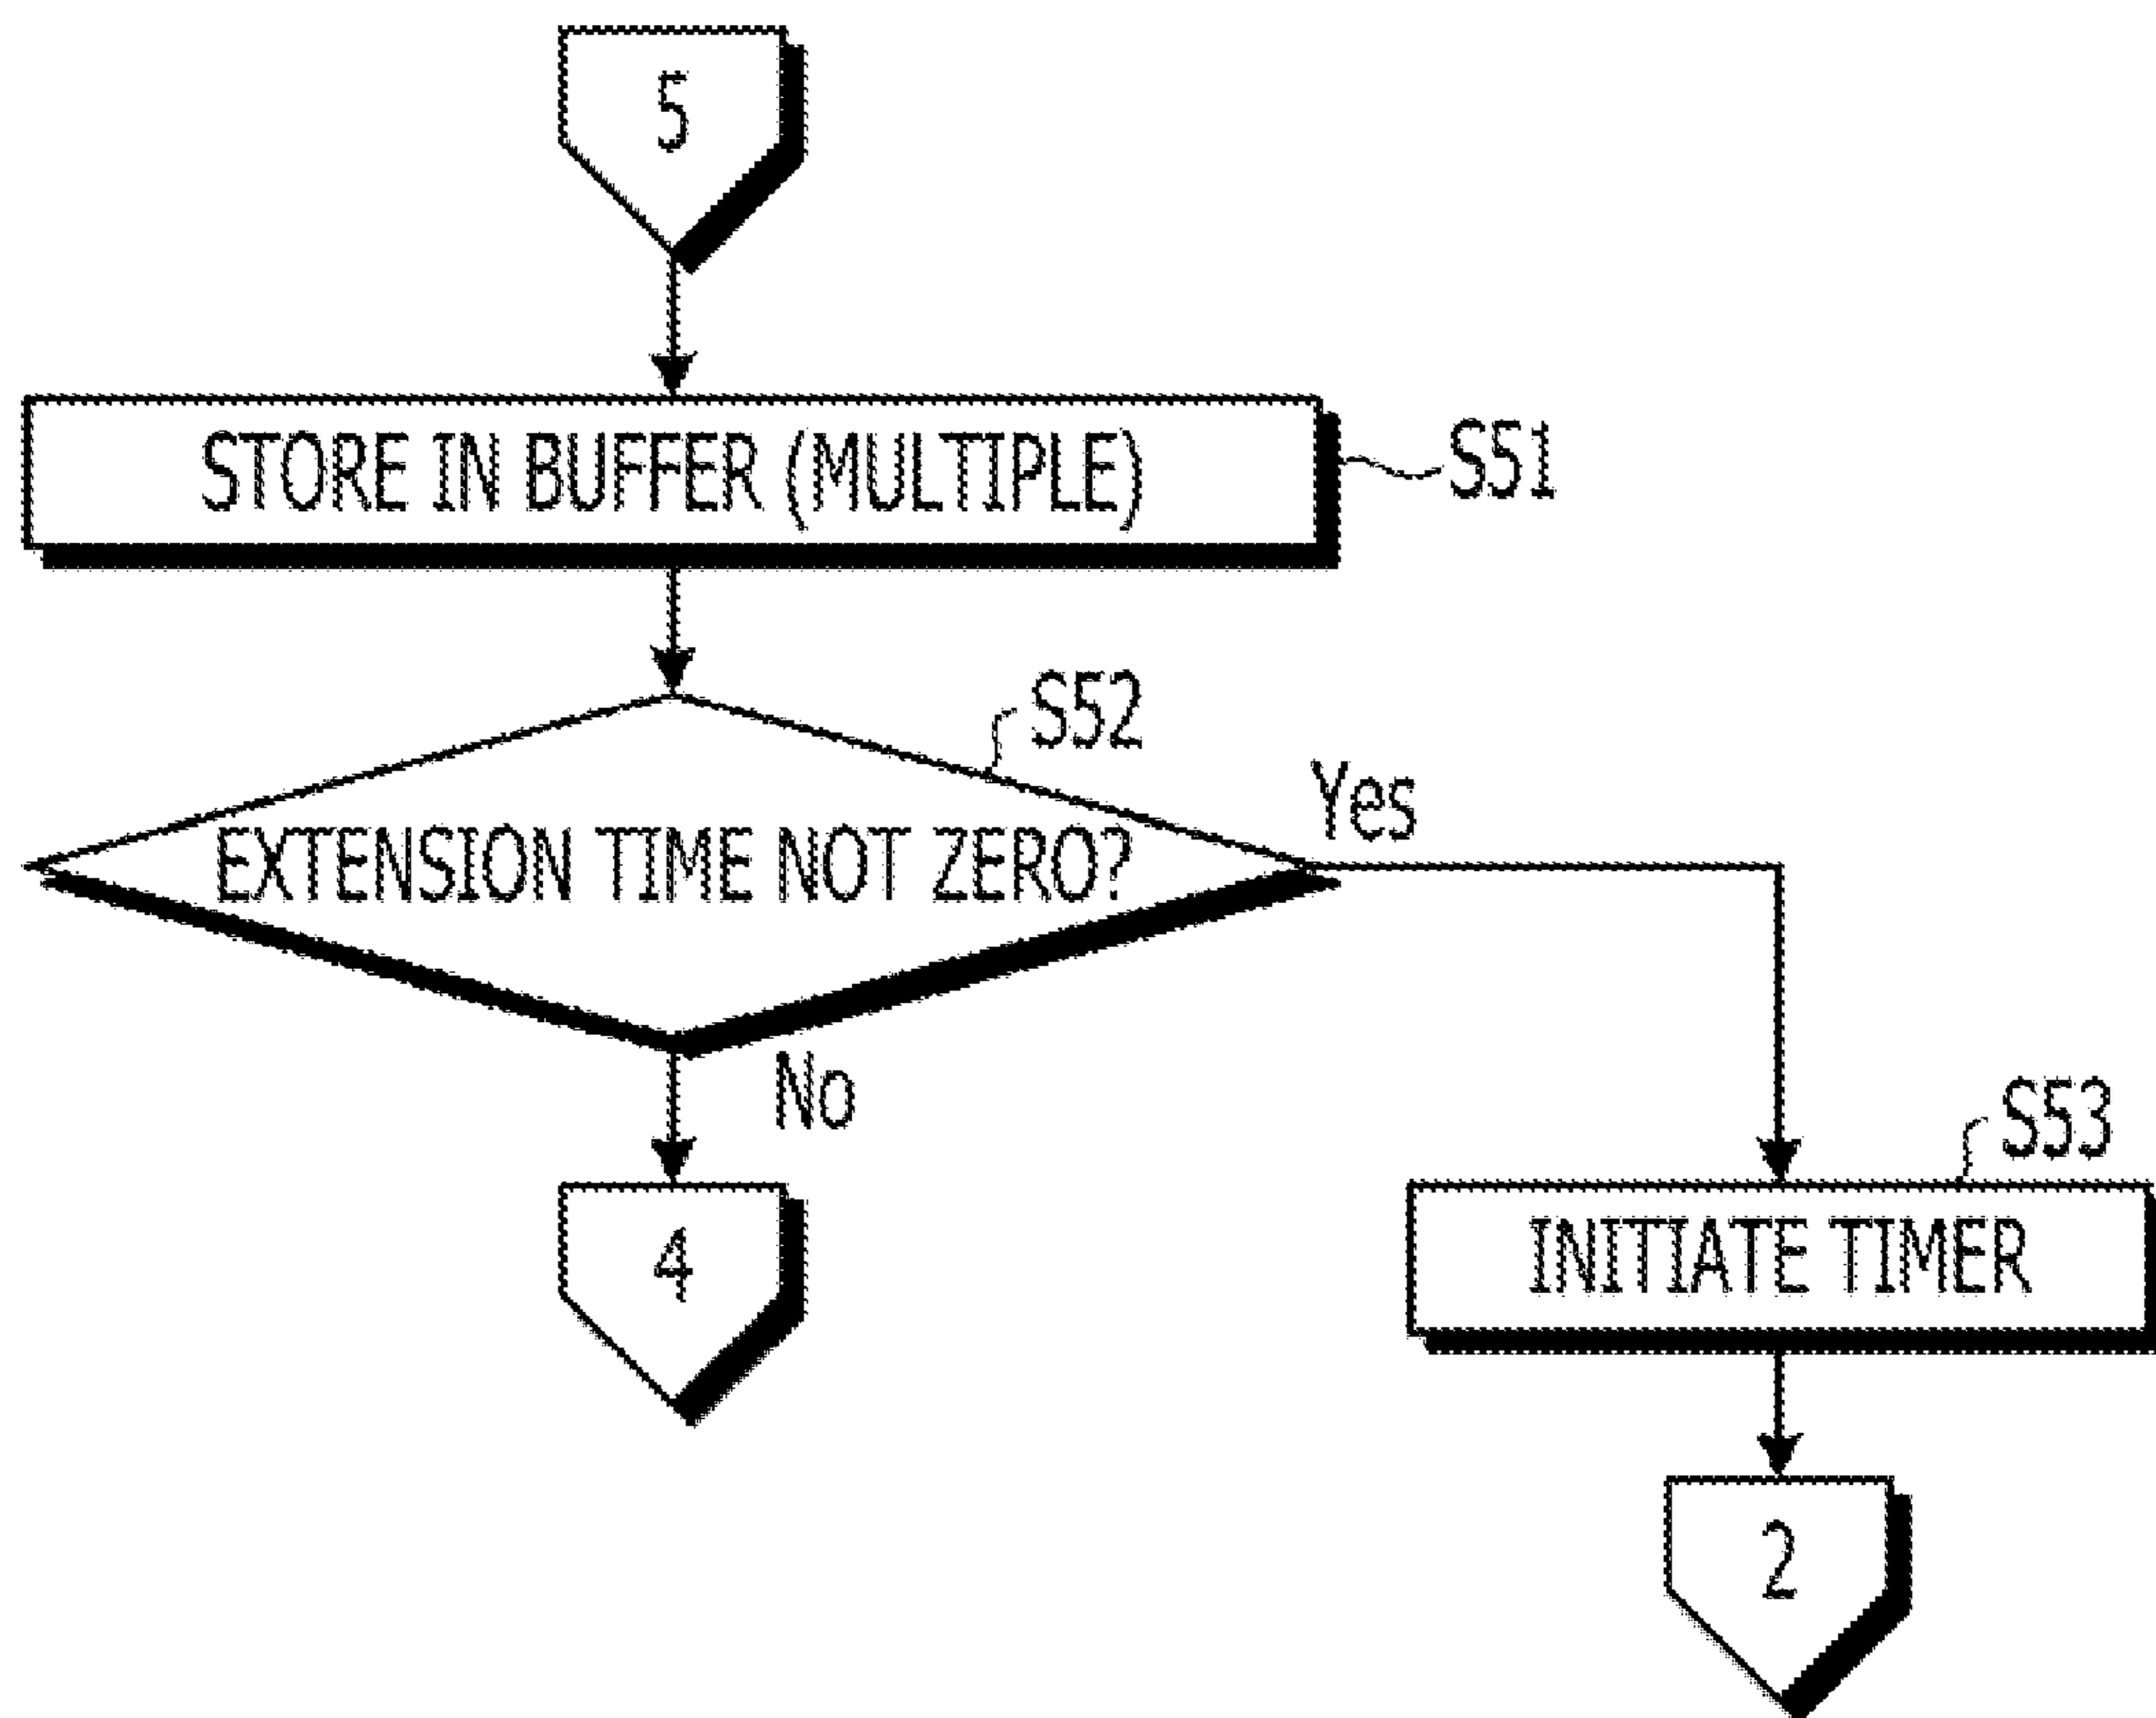 5
STORE IN BUFFER (MULTIPLE)
S51
S52
EXTENSION TIME NOT ZERO?
Yes
No
S53
4
INITIATE TIMER
2